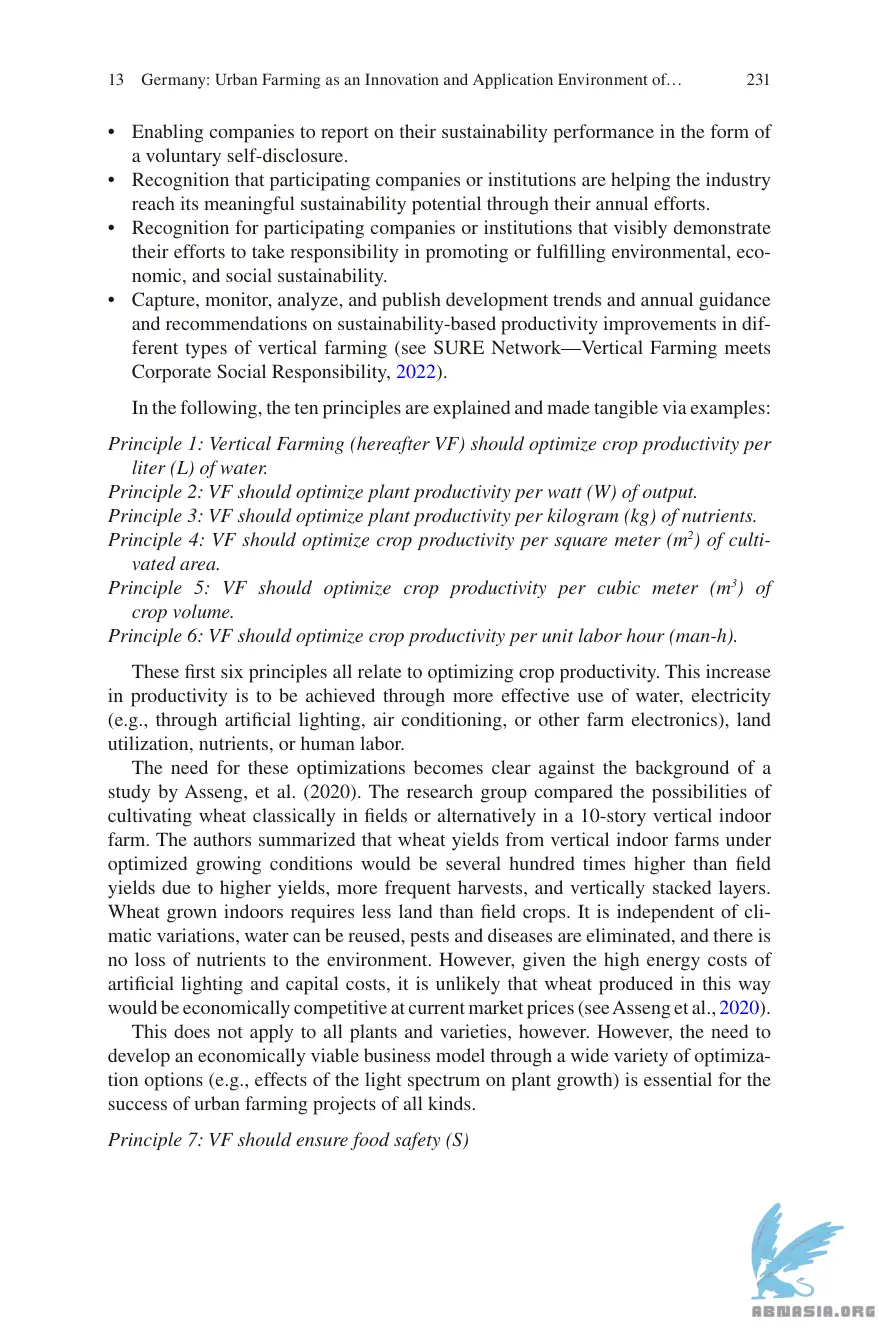 13 Germany: Urban Farming as an Innovation and Application Environment of… 231
• Enabling companies to report on their sustainability performance in the form of
a voluntary self-disclosure.
• Recognition that participating companies or institutions are helping the industry
reach its meaningful sustainability potential through their annual efforts.
• Recognition for participating companies or institutions that visibly demonstrate
their efforts to take responsibility in promoting or fulfilling environmental, eco-
nomic, and social sustainability.
• Capture, monitor, analyze, and publish development trends and annual guidance
and recommendations on sustainability-based productivity improvements in dif-
ferent types of vertical farming (see SURE Network—Vertical Farming meets
Corporate Social Responsibility, 2022).
In the following, the ten principles are explained and made tangible via examples:
Principle 1: Vertical Farming (hereafter VF) should optimize crop productivity per
liter (L) of water.
Principle 2: VF should optimize plant productivity per watt (W) of output.
Principle 3: VF should optimize plant productivity per kilogram (kg) of nutrients.
Principle 4: VF should optimize crop productivity per square meter (m²) of culti-
vated area.
Principle 5: VF should optimize crop productivity per cubic meter (m³) of
crop volume.
Principle 6: VF should optimize crop productivity per unit labor hour (man-h).
These first six principles all relate to optimizing crop productivity. This increase
in productivity is to be achieved through more effective use of water, electricity
(e.g., through artificial lighting, air conditioning, or other farm electronics), land
utilization, nutrients, or human labor.
The need for these optimizations becomes clear against the background of a
study by Asseng, et al. (2020). The research group compared the possibilities of
cultivating wheat classically in fields or alternatively in a 10-story vertical indoor
farm. The authors summarized that wheat yields from vertical indoor farms under
optimized growing conditions would be several hundred times higher than field
yields due to higher yields, more frequent harvests, and vertically stacked layers.
Wheat grown indoors requires less land than field crops. It is independent of cli-
matic variations, water can be reused, pests and diseases are eliminated, and there is
no loss of nutrients to the environment. However, given the high energy costs of
artificial lighting and capital costs, it is unlikely that wheat produced in this way
would be economically competitive at current market prices (see Asseng et al., 2020).
This does not apply to all plants and varieties, however. However, the need to
develop an economically viable business model through a wide variety of optimiza-
tion options (e.g., effects of the light spectrum on plant growth) is essential for the
success of urban farming projects of all kinds.
Principle 7: VF should ensure food safety (S)
ABNASIA.ORG